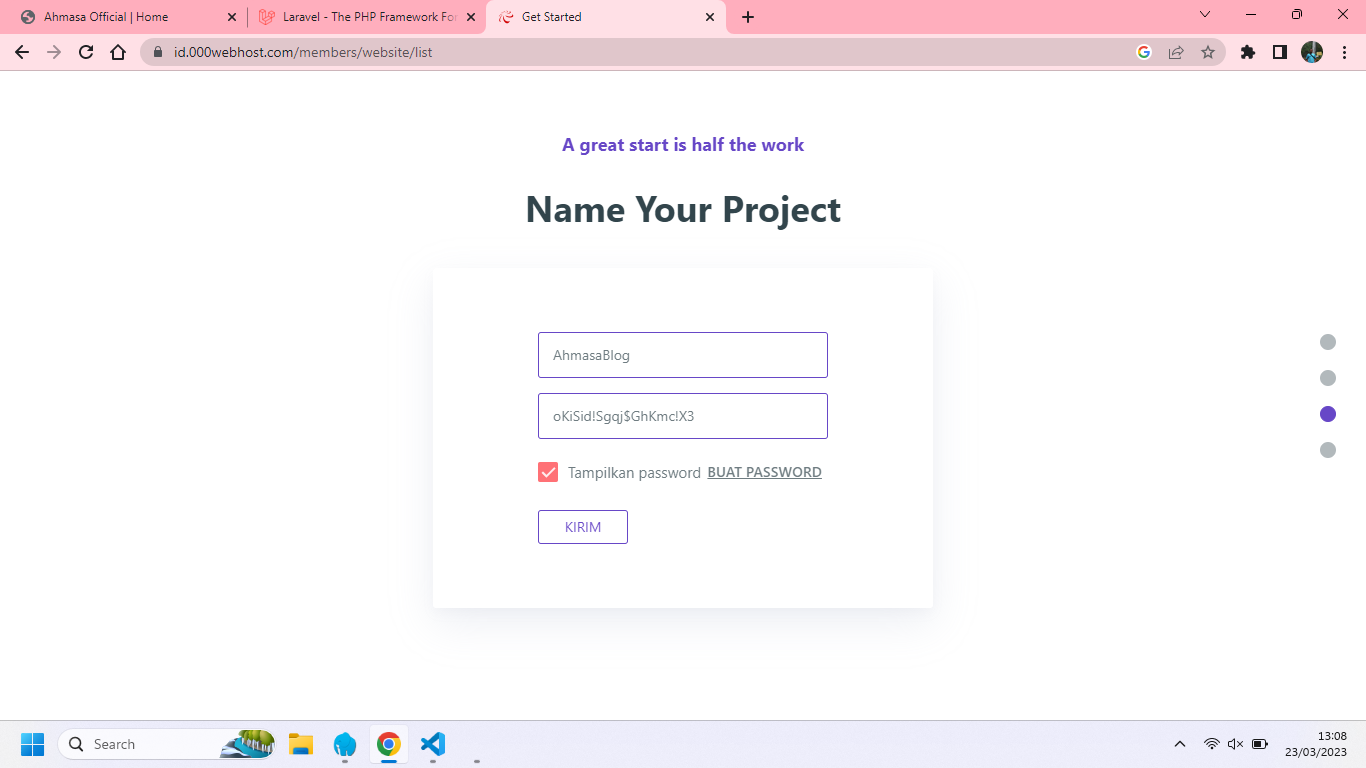 Ahmasa Official | Home
Laravel - The PHP Framework For
Get Started
id.000webhost.com/members/website/list
A great start is half the work
Name Your Project
AhmasaBlog
oKiSid!Sgqj$GhKmc!X3
Tampilkan password BUAT PASSWORD
KIRIM
Search
13:08
23/03/2023